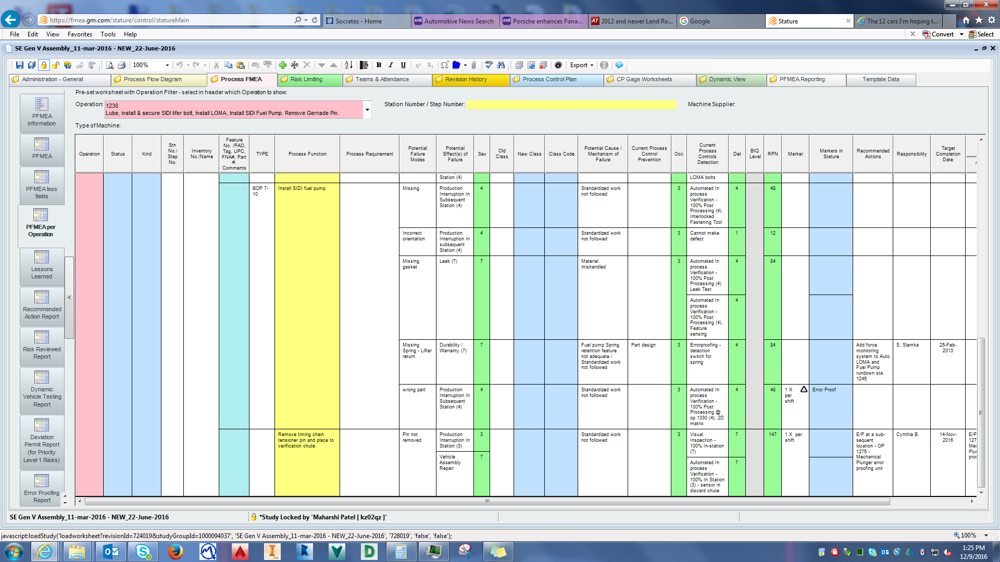 https://fmea.gm.com/stature/control/statureMain
Socrates - Home
ANE Automotive News Search
ANE Porsche enhances Pana...
AT 2012 and newer Land Ro...
Google
Stature
The 12 cars I'm hoping t...
File Edit View Favorites Tools Help
Convert
Select
SE Gen V Assembly_11-mar-2016 - NEW_22-June-2016
100%
B I U
Export
Administration - General
Process Flow Diagram
Process FMEA
Risk Limiting
Teams & Attendance
Revision History
Process Control Plan
CP Gage Worksheets
Dynamic View
PFMEA Reporting
Template Data
Pre-set worksheet with Operation Filter - select in header which Operation to show:
Operation:
1230
Lube, install & secure SIDI lifer bolt, Install LOMA, Install SIDI Fuel Pump. Remove Gernade Pin.
Station Number / Step Number:
Machine Supplier:
Type of Machine:
PFMEA
Information
PFMEA
PFMEA less
fields
PFMEA per
Operation
Lessons
Learned
Recommended
Action Report
Risk Reviewed
Report
Dynamic
Vehicle Testing
Report
Deviation
Permit Report
(for Priority
Level 1 Risks)
Error Proofing
Report
Operation
Status
Kind
Stn
No./
Step
No.
Inventory
No./Name
Feature
No. /PAD,
Tag, UPC,
FNA#, Part
#,
Comments
TYPE
Process Function
Process Requirement
Potential
Failure
Modes
Potential
Effect(s) of
Failure
Sev
Old
Class
New Class
Class Code
Potential Cause /
Mechanism of
Failure
Current Process
Control
Prevention
Occ
Current
Process
Controls
Detection
Det
BIQ
Level
RPN
Marker
Markers in
Stature
Recommended
Actions
Responsibility
Target
Completion
Date
Station (4)
LOMA bolts
BOP 7-
10
Install SIDI fuel pump
Missing
Production
Interruption In
Subsequent
Station (4)
4
Standardized work
not followed
3
Automated In
process
Verification -
100% Post
Processing (4),
Interlocked
Fastening Tool
4
48
Incorrect
orientation
Production
Interruption In
subsequent
Station (4)
4
Standardized work
not followed
3
Cannot make
defect
1
12
Missing
gasket
Leak (7)
7
Material
mishandled
3
Automated In
process
Verification -
100% Post
Processing (4)
Leak Test
4
84
Automated In
process
Verification -
100% Post
Processing (4),
Feature
sensing
4
Missing
Spring - Lifter
return
Durability /
Warranty (7)
7
Fuel pump Spring
retention feature
not adequate /
Standardized work
not followed
Part design
3
Errorproofing -
detection
switch for
spring
4
84
Add force
monitoring
system to Auto
LOMA and
Fuel Pump
rundown sta.
1245
S, Slamka
25-Feb-
2013
wrong part
Production
Interruption In
Subsequent
Station (4)
4
Standardized work
not followed
3
Automated In
process
Verification -
100% Post
Processing @
op 1330 (4), 2D
matrix
4
48
1 X
per
shift
Error Proof
Remove timing chain
tensioner pin and place to
verification chute
Pin not
removed
Production
Interruption In
Station (3)
3
Vehicle
Assembly
Repair
7
Standardized work
not followed
3
Visual
Inspection -
100% In-station
(7)
7
147
1 X per
shift
Automated In
process
Verification -
100% In Station
(3) - sensor in
discard chute
7
E/P at a sub-
sequent
location - OP
1275 -
Mechanical
Plunger error
proofing unit
Cynthia B.
14-Nov-
2016
E/P
127
Mec
Plur
proc
SE Gen V Assembly_11-mar-2016 - NEW_22-June-2016
*Study Locked by 'Maharshi Patel [ kz02qz ]'
javascript:loadStudy('loadworksheet?revisionId=724019&studyGroupId=1000094037', 'SE Gen V Assembly_11-mar-2016 - NEW_22-June-2016', '728019', 'false', 'false');
100%
1:25 PM
12/9/2016